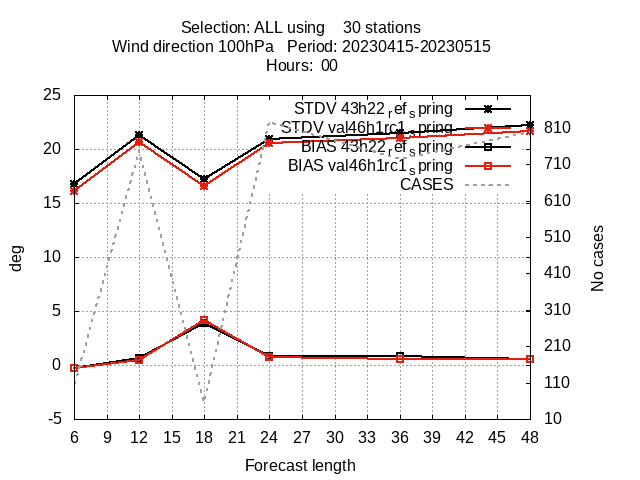 Selection: ALL using 30 stations
Wind direction 100hPa Period: 20230415-20230515
Hours: 00
25
20
15
10
5
0
-5
deg
STDV 43h22_ref_spring
STDV val46h1rc1_spring
BIAS 43h22_ref_spring
BIAS val46h1rc1_spring
CASES
810
710
610
510
410
310
210
110
10
No cases
6 9 12 15 18 21 24 27 30 33 36 39 42 45 48
Forecast length